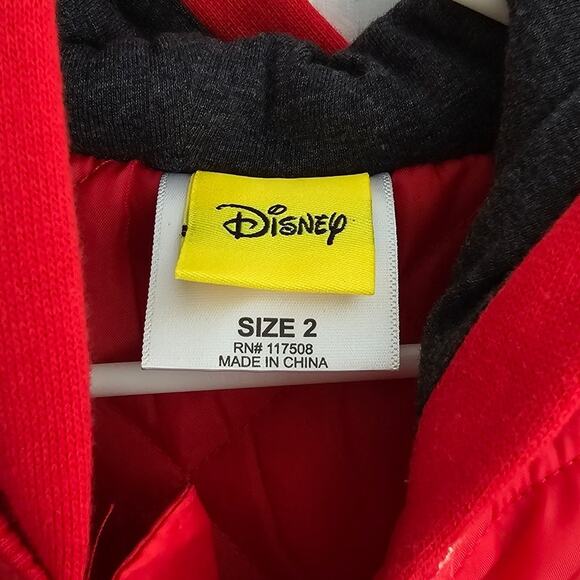 Disney
SIZE 2
RN# 117508
MADE IN CHINA